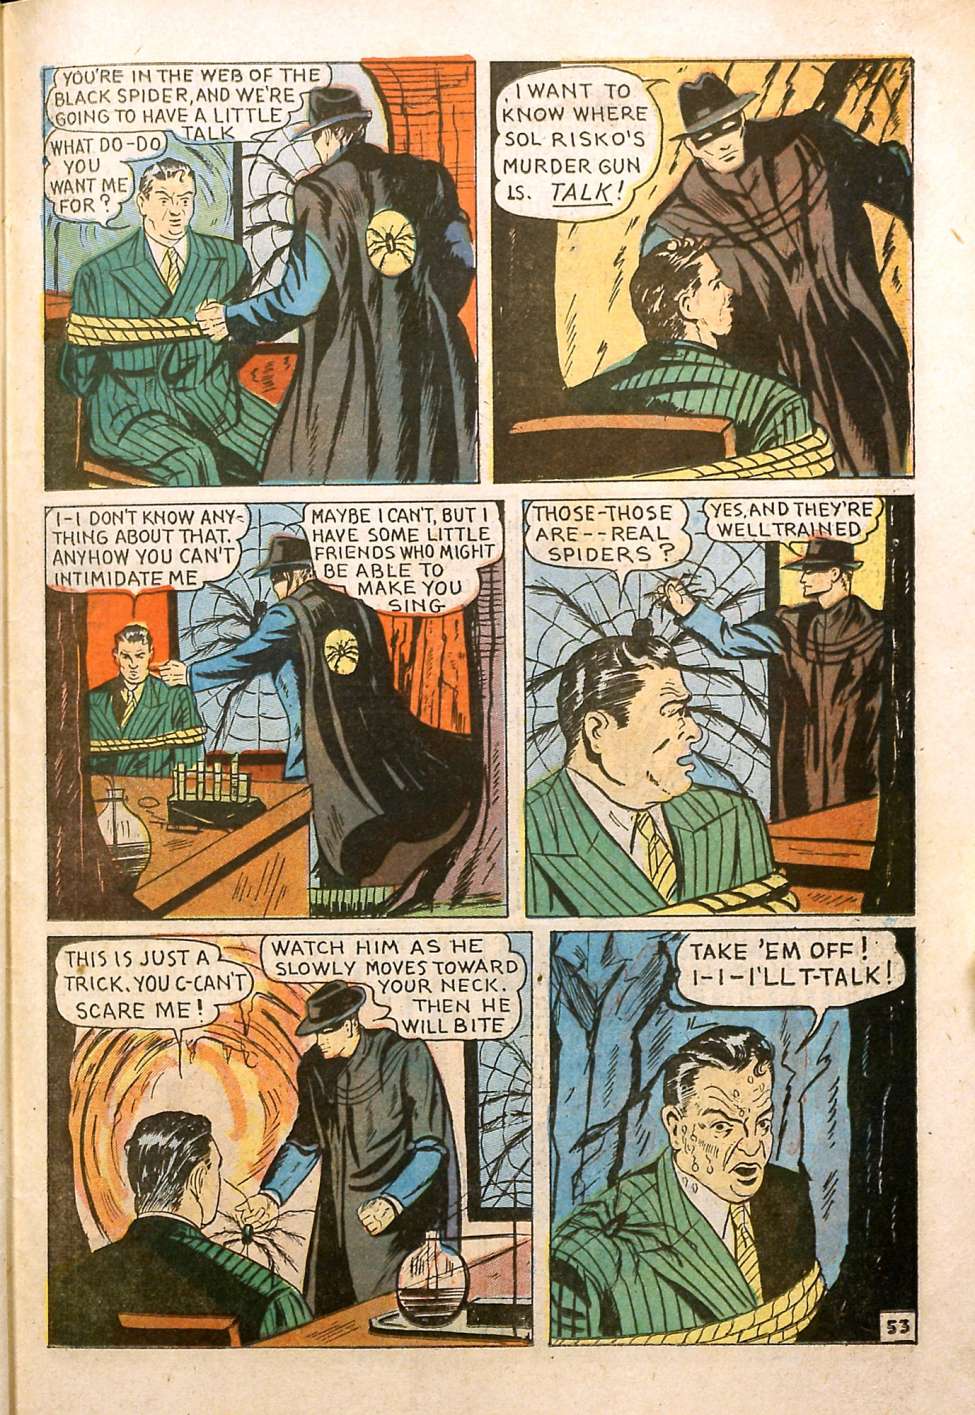 YOU'RE IN THE WEB OF THE
BLACK SPIDER, AND WE'RE
GOING TO HAVE A LITTLE
TALK
WHAT DO-DO
YOU
WANT ME
FOR?
I WANT TO
KNOW WHERE
SOL RISKO'S
MURDER GUN
IS. TALK!
I-I DON'T KNOW ANY-
THING ABOUT THAT.
ANYHOW YOU CAN'T
INTIMIDATE ME
MAYBE I CAN'T, BUT I
HAVE SOME LITTLE
FRIENDS WHO MIGHT
BE ABLE TO
MAKE YOU
SING
THOSE-THOSE
ARE--REAL
SPIDERS?
YES, AND THEY'RE
WELL TRAINED
THIS IS JUST A
TRICK. YOU C-CAN'T
SCARE ME!
WATCH HIM AS HE
SLOWLY MOVES TOWARD
YOUR NECK.
THEN HE
WILL BITE
TAKE 'EM OFF!
I-I-I'LL T-TALK!
53